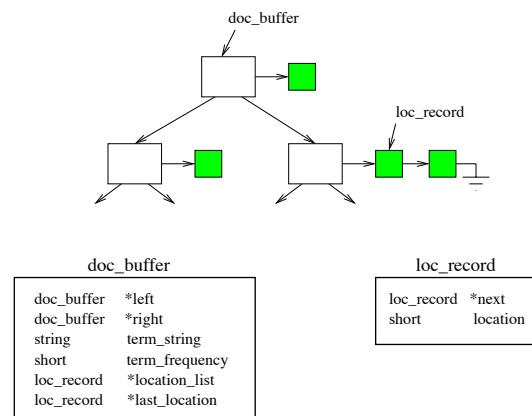 doc_buffer
loc_record
doc_buffer
doc_buffer *left
doc_buffer *right
string term_string
short term_frequency
loc_record *location_list
loc_record *last_location
loc_record
loc_record *next
short location